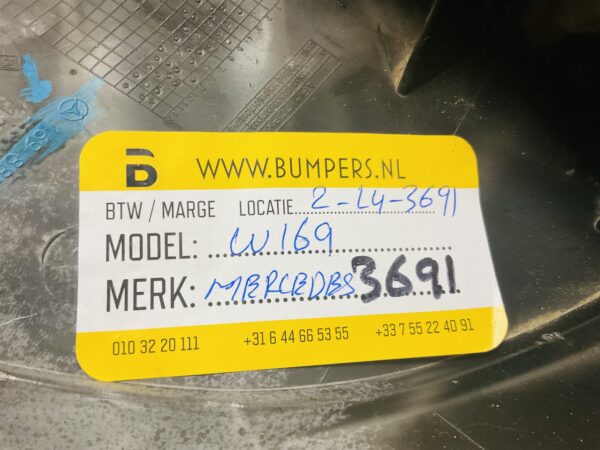 WWW.BUMPERS.NL
BTW / MARGE LOCATIE 2-L4-3691
MODEL: W169
MERK: MERCEDES 3691
010 32 20 111 +31 6 44 66 53 55 +33 7 55 22 40 91